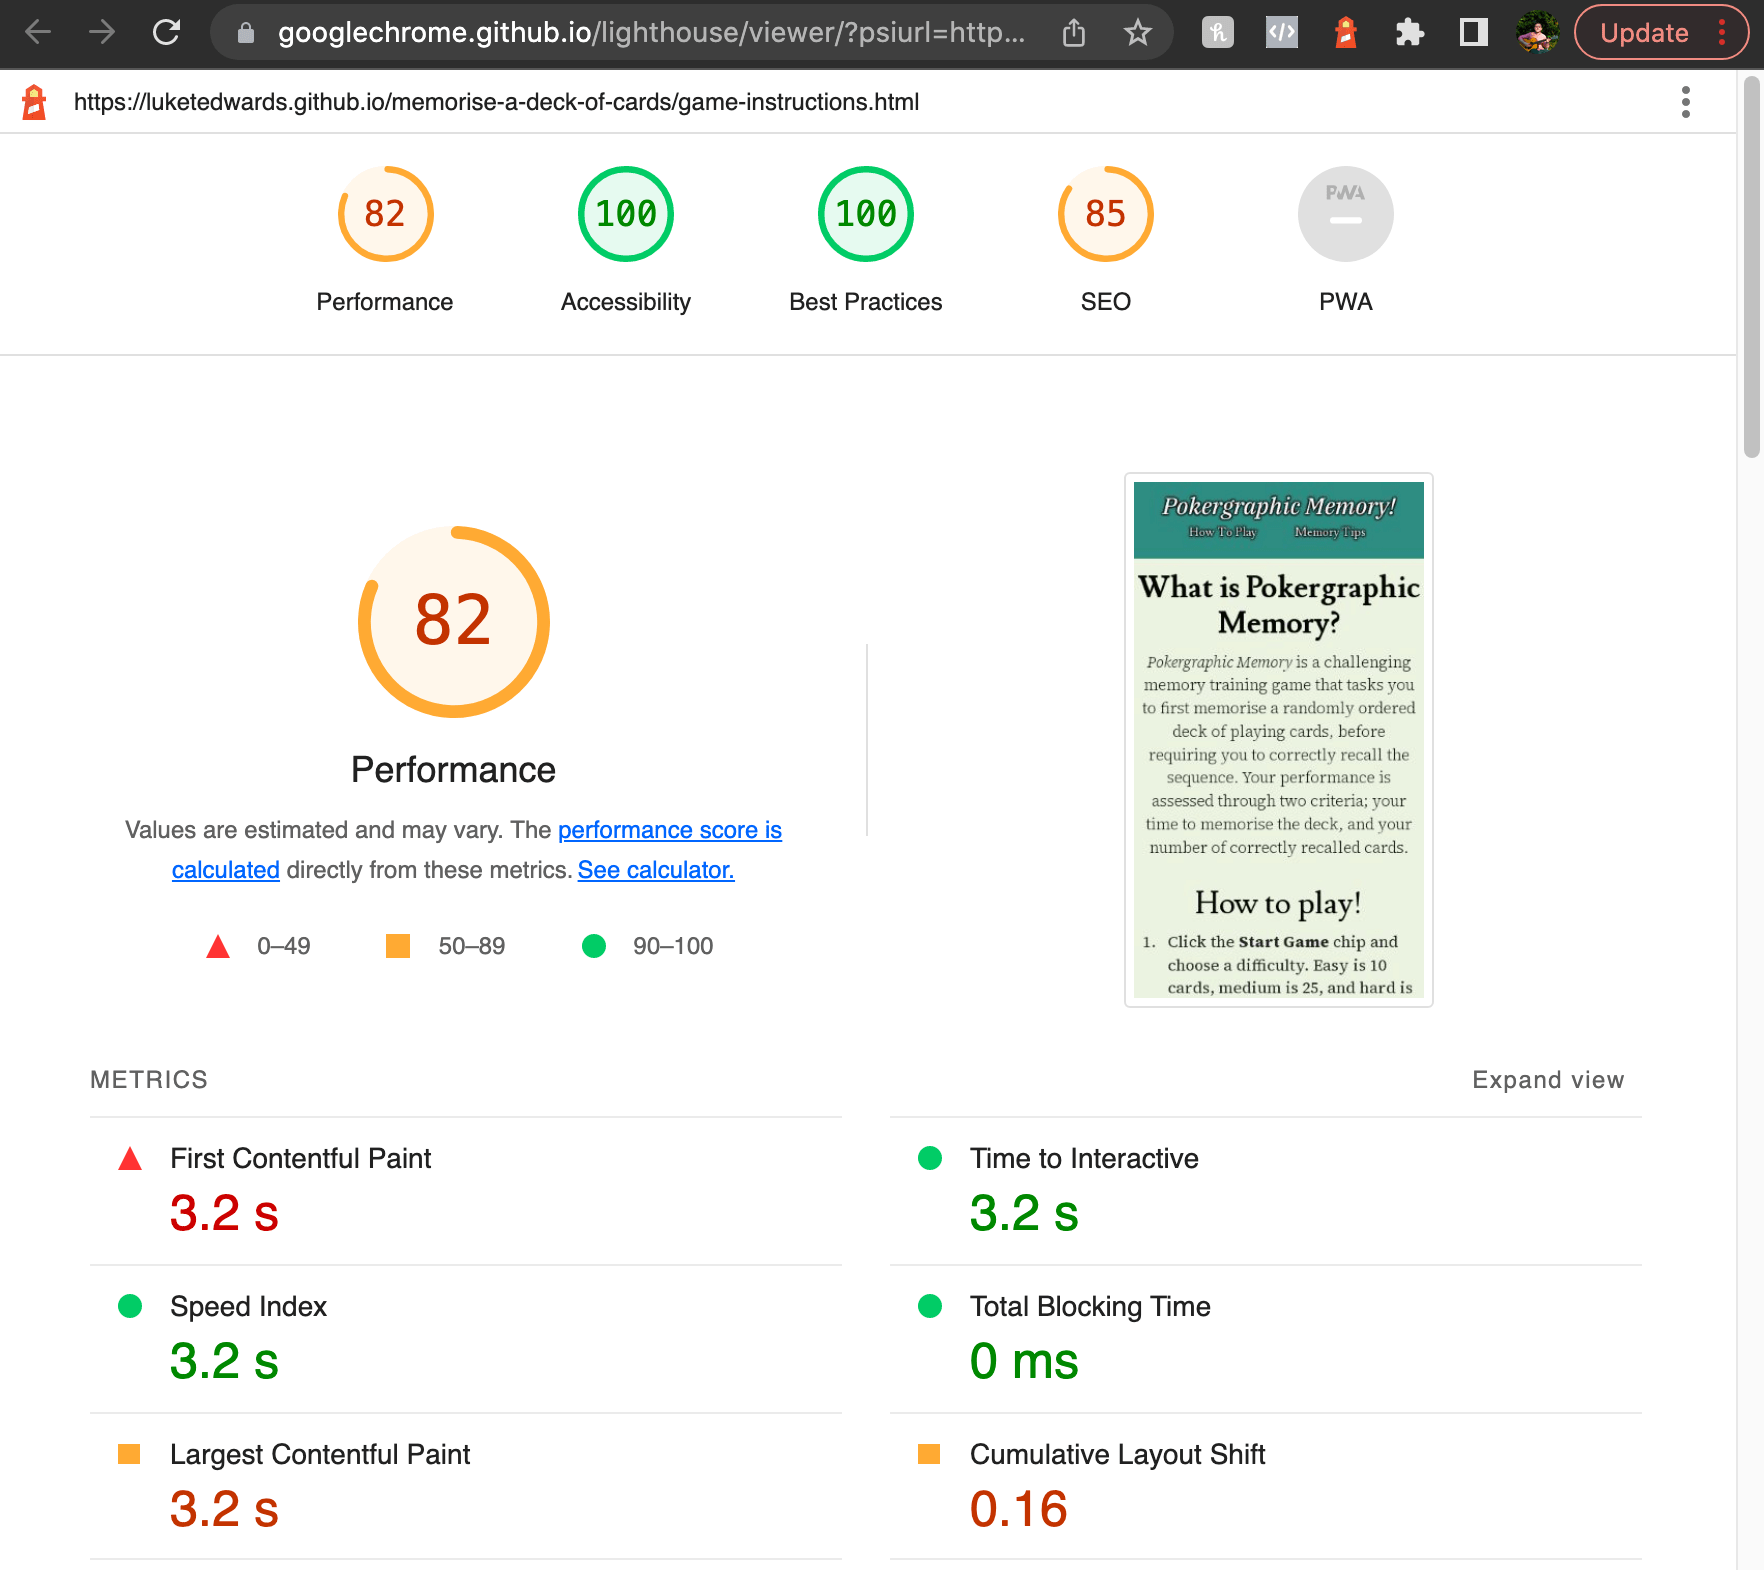 googlechrome.github.io/lighthouse/viewer/?psiurl=http...
Update
https://luketedwards.github.io/memorise-a-deck-of-cards/game-instructions.html
82
100
100
85
PWA
Performance
Accessibility
Best Practices
SEO
PWA
82
Performance
Values are estimated and may vary. The performance score is
calculated directly from these metrics. See calculator.
0–49
50–89
90–100
Pokergraphic Memory!
How To Play
Memory Tips
What is Pokergraphic
Memory?
Pokergraphic Memory is a challenging
memory training game that tasks you
to first memorise a randomly ordered
deck of playing cards, before
requiring you to correctly recall the
sequence. Your performance is
assessed through two criteria; your
time to memorise the deck, and your
number of correctly recalled cards.
How to play!
1. Click the Start Game chip and
choose a difficulty. Easy is 10
cards, medium is 25, and hard is
METRICS
Expand view
First Contentful Paint
3.2 s
Time to Interactive
3.2 s
Speed Index
3.2 s
Total Blocking Time
0 ms
Largest Contentful Paint
3.2 s
Cumulative Layout Shift
0.16